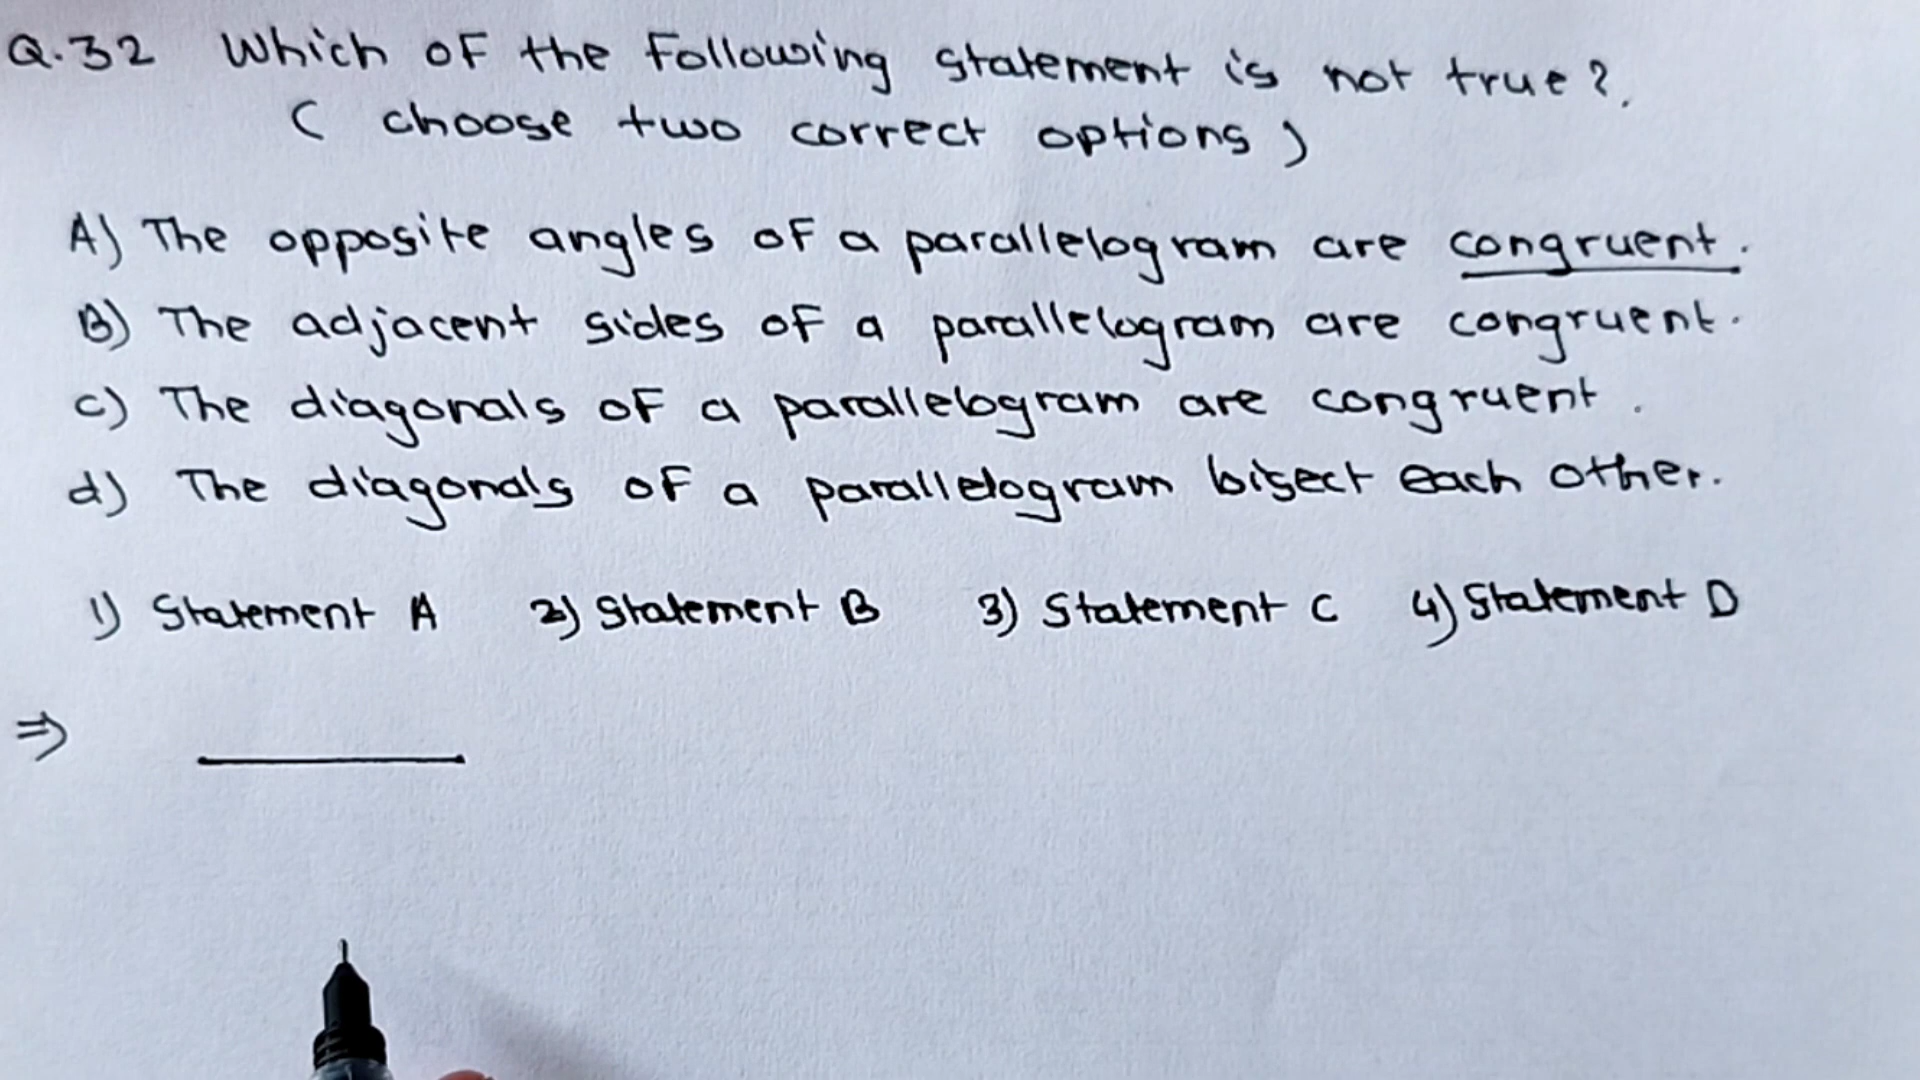 Q.32 Which of the following statement is not true?
( choose two correct options )
A) The opposite angles of a parallelogram are congruent.
B) The adjacent sides of a parallelogram are congruent.
c) The diagonals of a parallelogram are congruent.
d) The diagonals of a parallelogram bisect each other.
1) Statement A 2) Statement B 3) Statement C 4) Statement D
⇒